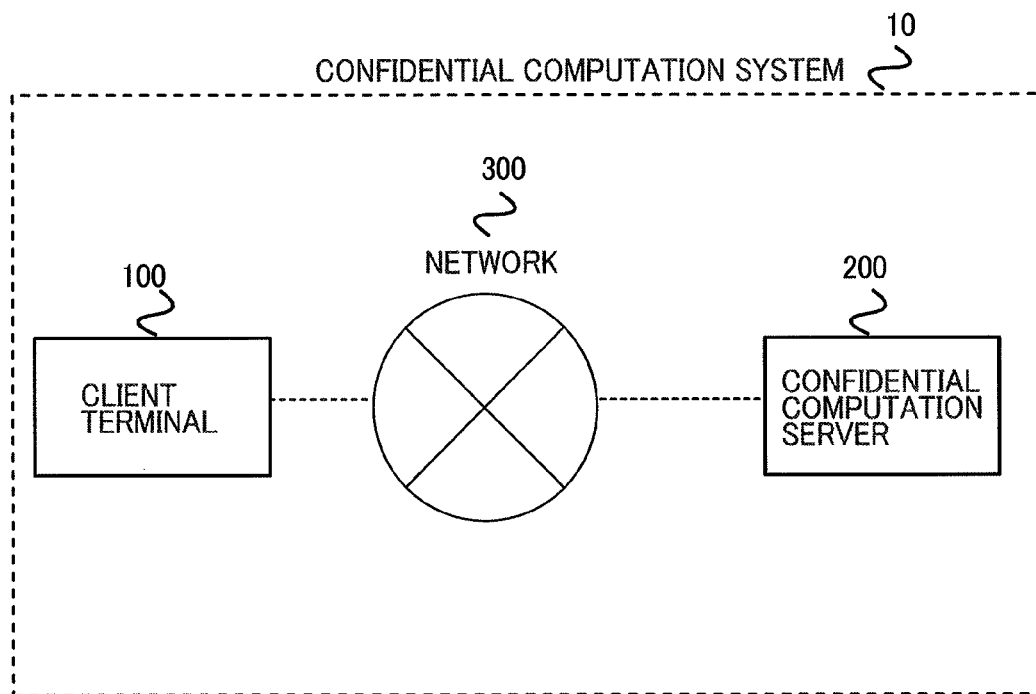 10
CONFIDENTIAL COMPUTATION SYSTEM
300
NETWORK
100
200
CLIENT
TERMINAL
CONFIDENTIAL
COMPUTATION
SERVER